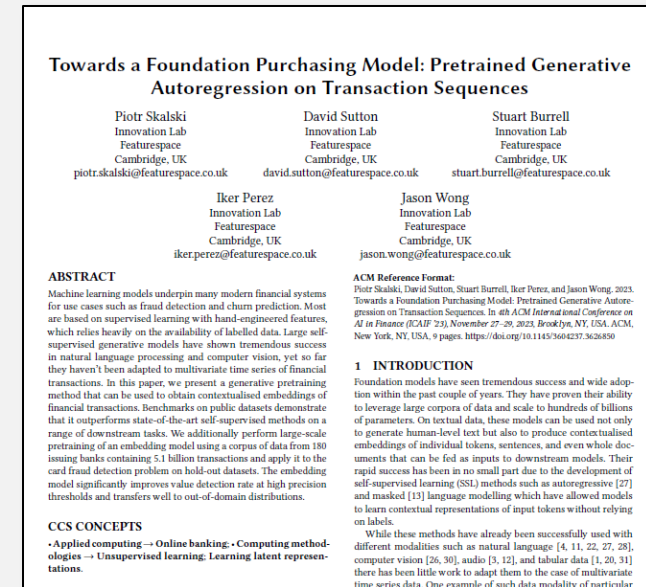 Towards a Foundation Purchasing Model: Pretrained Generative
Autoregression on Transaction Sequences
Piotr Skalski
Innovation Lab
Featurespace
Cambridge, UK
piotr.skalski@featurespace.co.uk
David Sutton
Innovation Lab
Featurespace
Cambridge, UK
david.sutton@featurespace.co.uk
Stuart Burrell
Innovation Lab
Featurespace
Cambridge, UK
stuart.burrell@featurespace.co.uk
Iker Perez
Innovation Lab
Featurespace
Cambridge, UK
iker.perez@featurespace.co.uk
Jason Wong
Innovation Lab
Featurespace
Cambridge, UK
jason.wong@featurespace.co.uk
ABSTRACT
Machine learning models underpin many modern financial systems
for use cases such as fraud detection and churn prediction. Most
are based on supervised learning with hand-engineered features,
which relies heavily on the availability of labelled data. Large self-
supervised generative models have shown tremendous success
in natural language processing and computer vision, yet so far
they haven't been adapted to multivariate time series of financial
transactions. In this paper, we present a generative pretraining
method that can be used to obtain contextualised embeddings of
financial transactions. Benchmarks on public datasets demonstrate
that it outperforms state-of-the-art self-supervised methods on a
range of downstream tasks. We additionally perform large-scale
pretraining of an embedding model using a corpus of data from 180
issuing banks containing 5.1 billion transactions and apply it to the
card fraud detection problem on hold-out datasets. The embedding
model significantly improves value detection rate at high precision
thresholds and transfers well to out-of-domain distributions.
CCS CONCEPTS
• Applied computing → Online banking; • Computing method-
ologies → Unsupervised learning; Learning latent represen-
tations.
ACM Reference Format:
Piotr Skalski, David Sutton, Stuart Burrell, Iker Perez, and Jason Wong. 2023.
Towards a Foundation Purchasing Model: Pretrained Generative Autore-
gression on Transaction Sequences. In 4th ACM International Conference on
AI in Finance (ICAIF '23), November 27–29, 2023, Brooklyn, NY, USA. ACM,
New York, NY, USA, 9 pages. https://doi.org/10.1145/3604237.3626850
1 INTRODUCTION
Foundation models have seen tremendous success and wide adop-
tion within the past couple of years. They have proven their ability
to leverage large corpora of data and scale to hundreds of billions
of parameters. On textual data, these models can be used not only
to generate human-level text but also to produce contextualised
embeddings of individual tokens, sentences, and even whole doc-
uments that can be fed as inputs to downstream models. Their
rapid success has been in no small part due to the development of
self-supervised learning (SSL) methods such as autoregressive [27]
and masked [13] language modelling which have allowed models
to learn contextual representations of input tokens without relying
on labels.
While these methods have already been successfully used with
different modalities such as natural language [4, 11, 22, 27, 28],
computer vision [26, 30], audio [3, 12], and tabular data [1, 20, 31]
there has been little work to adapt them to the case of multivariate
time series data. One example of such data modality of particular